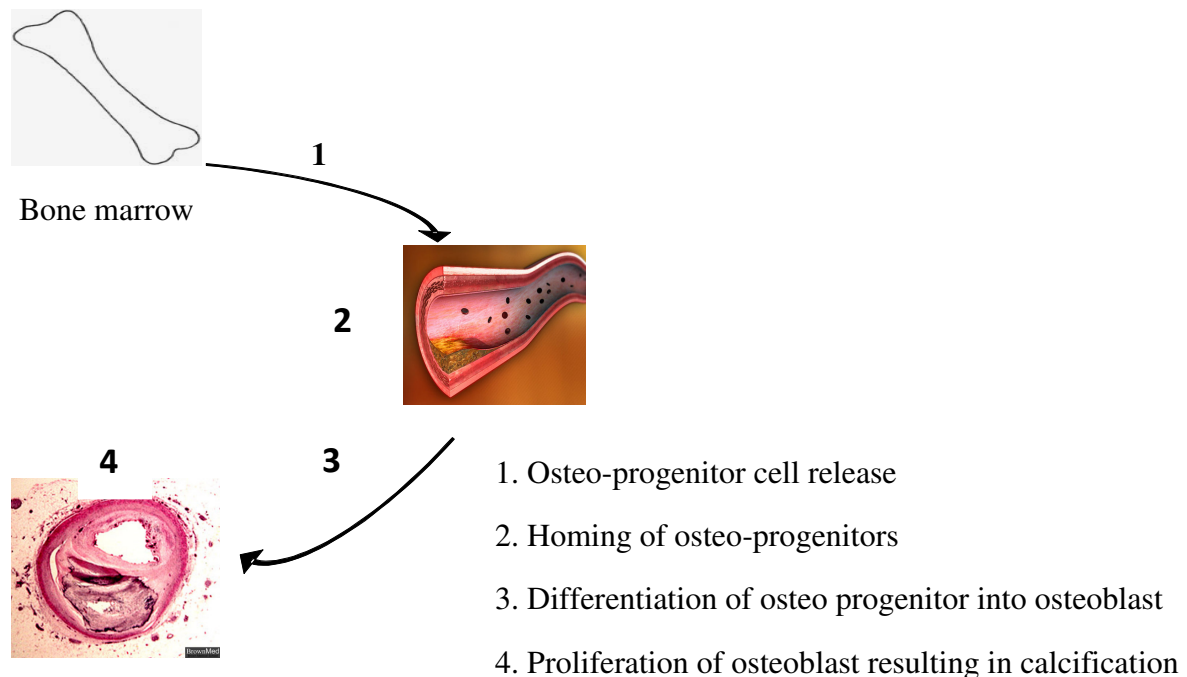 1
Bone marrow
2
4
3
1. Osteo-progenitor cell release
2. Homing of osteo-progenitors
3. Differentiation of osteo progenitor into osteoblast
4. Proliferation of osteoblast resulting in calcification
BrownMed